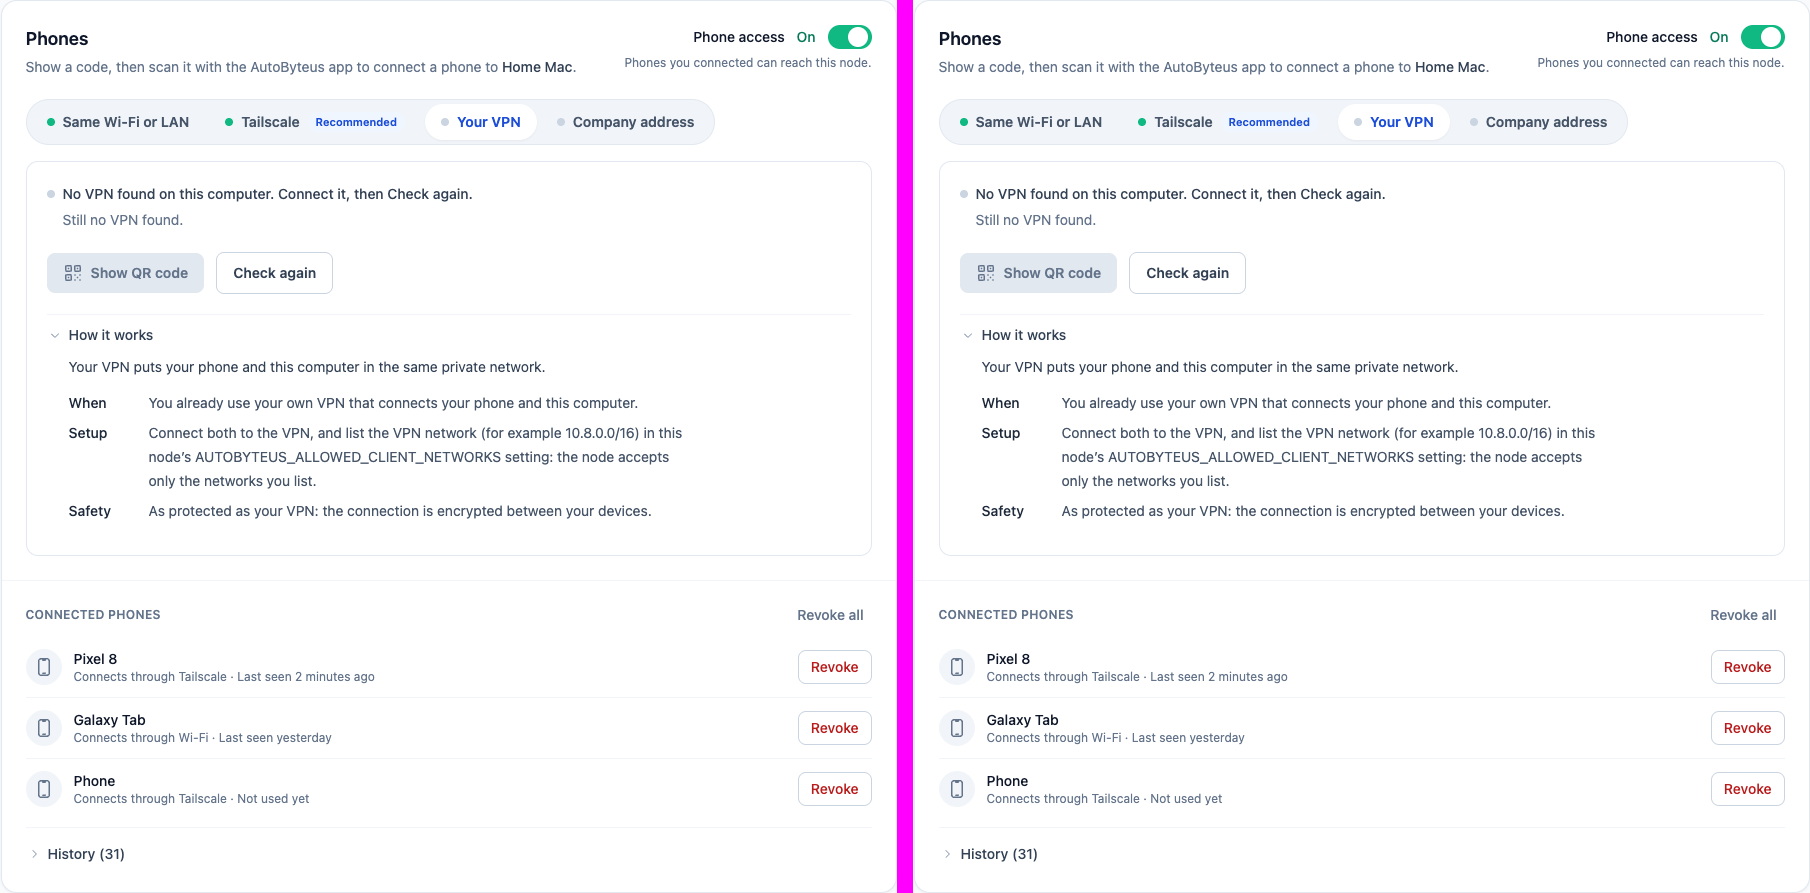 Phones
Phone access On
Show a code, then scan it with the AutoByteus app to connect a phone to Home Mac.
Phones you connected can reach this node.
Same Wi-Fi or LAN
Tailscale Recommended
Your VPN
Company address
No VPN found on this computer. Connect it, then Check again.
Still no VPN found.
Show QR code
Check again
How it works
Your VPN puts your phone and this computer in the same private network.
When You already use your own VPN that connects your phone and this computer.
Setup Connect both to the VPN, and list the VPN network (for example 10.8.0.0/16) in this
node’s AUTOBYTEUS_ALLOWED_CLIENT_NETWORKS setting: the node accepts
only the networks you list.
Safety As protected as your VPN: the connection is encrypted between your devices.
CONNECTED PHONES
Revoke all
Pixel 8
Connects through Tailscale · Last seen 2 minutes ago
Revoke
Galaxy Tab
Connects through Wi-Fi · Last seen yesterday
Revoke
Phone
Connects through Tailscale · Not used yet
Revoke
History (31)
Phones
Phone access On
Show a code, then scan it with the AutoByteus app to connect a phone to Home Mac.
Phones you connected can reach this node.
Same Wi-Fi or LAN
Tailscale Recommended
Your VPN
Company address
No VPN found on this computer. Connect it, then Check again.
Still no VPN found.
Show QR code
Check again
How it works
Your VPN puts your phone and this computer in the same private network.
When You already use your own VPN that connects your phone and this computer.
Setup Connect both to the VPN, and list the VPN network (for example 10.8.0.0/16) in this
node’s AUTOBYTEUS_ALLOWED_CLIENT_NETWORKS setting: the node accepts
only the networks you list.
Safety As protected as your VPN: the connection is encrypted between your devices.
CONNECTED PHONES
Revoke all
Pixel 8
Connects through Tailscale · Last seen 2 minutes ago
Revoke
Galaxy Tab
Connects through Wi-Fi · Last seen yesterday
Revoke
Phone
Connects through Tailscale · Not used yet
Revoke
History (31)